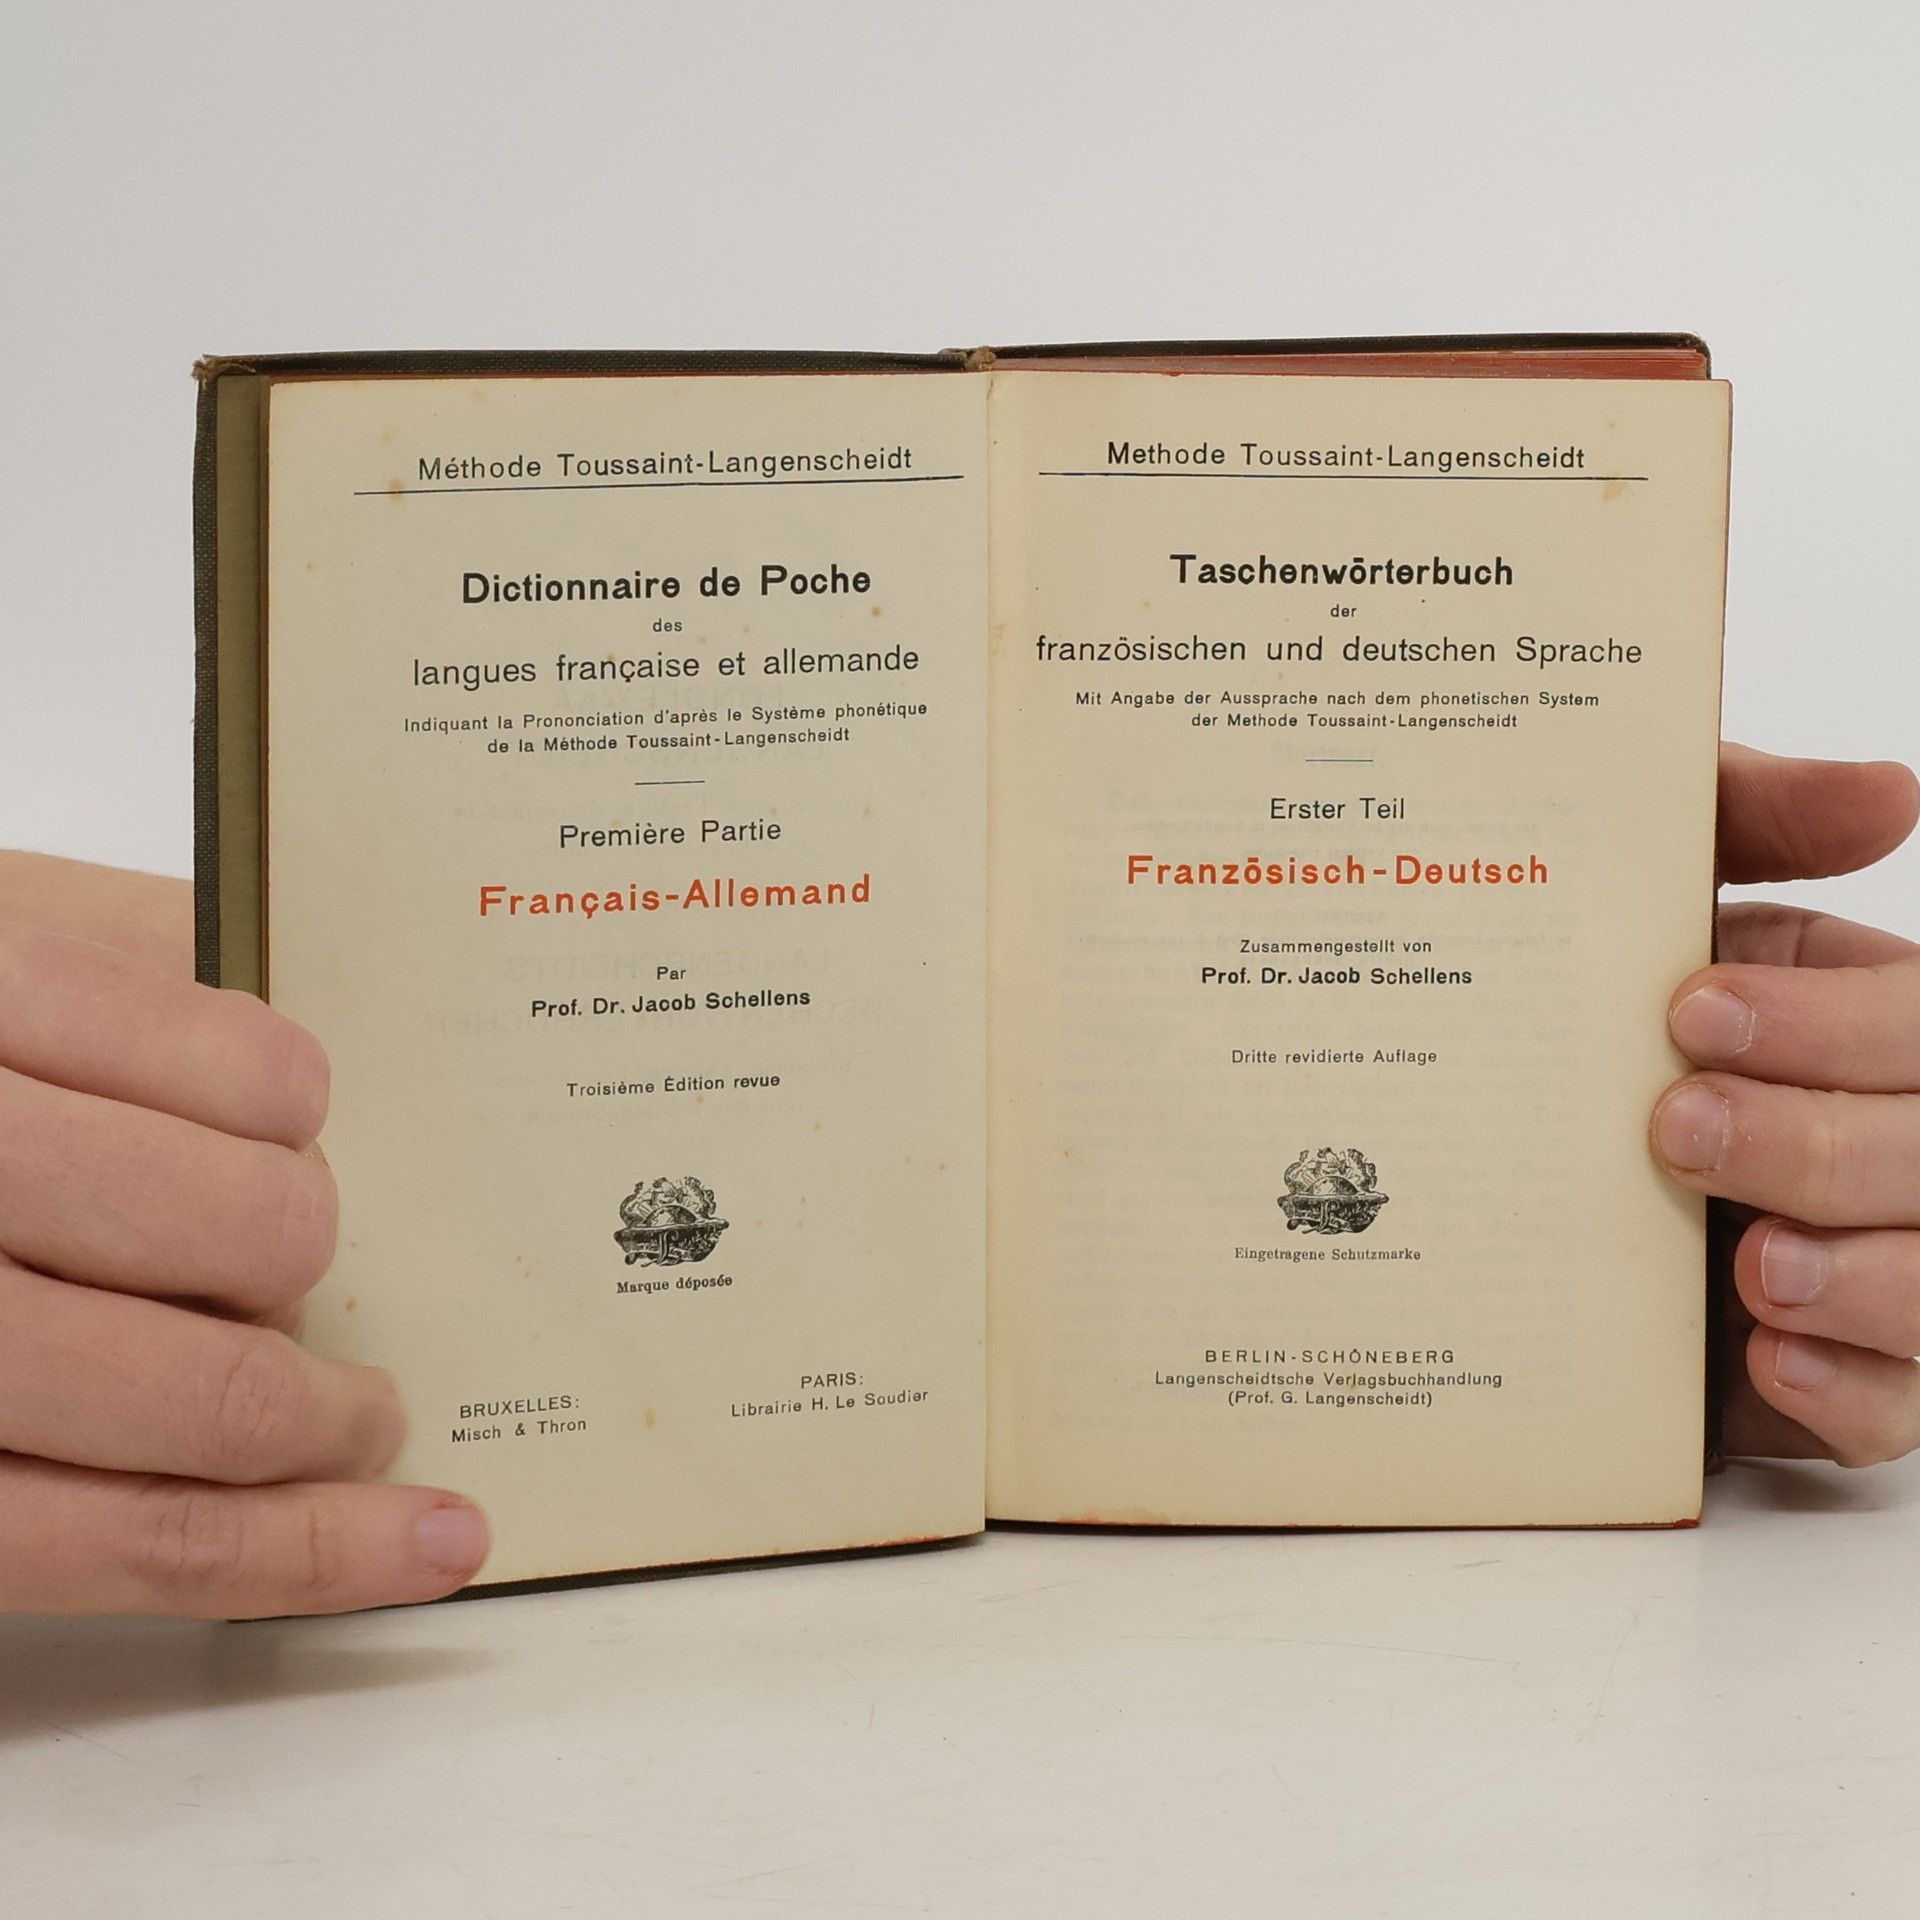 Méthode Toussaint-Langenscheidt
Dictionnaire de Poche
des
langues française et allemande
Indiquant la Prononciation d'après le Système phonétique
de la Méthode Toussaint-Langenscheidt
Première Partie
Français-Allemand
Par
Prof. Dr. Jacob Schellens
Troisième Édition revue
Marque déposée
BRUXELLES:
Misch & Thron
PARIS:
Librairie H. Le Soudier
Methode Toussaint-Langenscheidt
Taschenwörterbuch
der
französischen und deutschen Sprache
Mit Angabe der Aussprache nach dem phonetischen System
der Methode Toussaint-Langenscheidt
Erster Teil
Französisch-Deutsch
Zusammengestellt von
Prof. Dr. Jacob Schellens
Dritte revidierte Auflage
Eingetragene Schutzmarke
BERLIN-SCHÖNEBERG
Langenscheidtsche Verlagsbuchhandlung
(Prof. G. Langenscheidt)